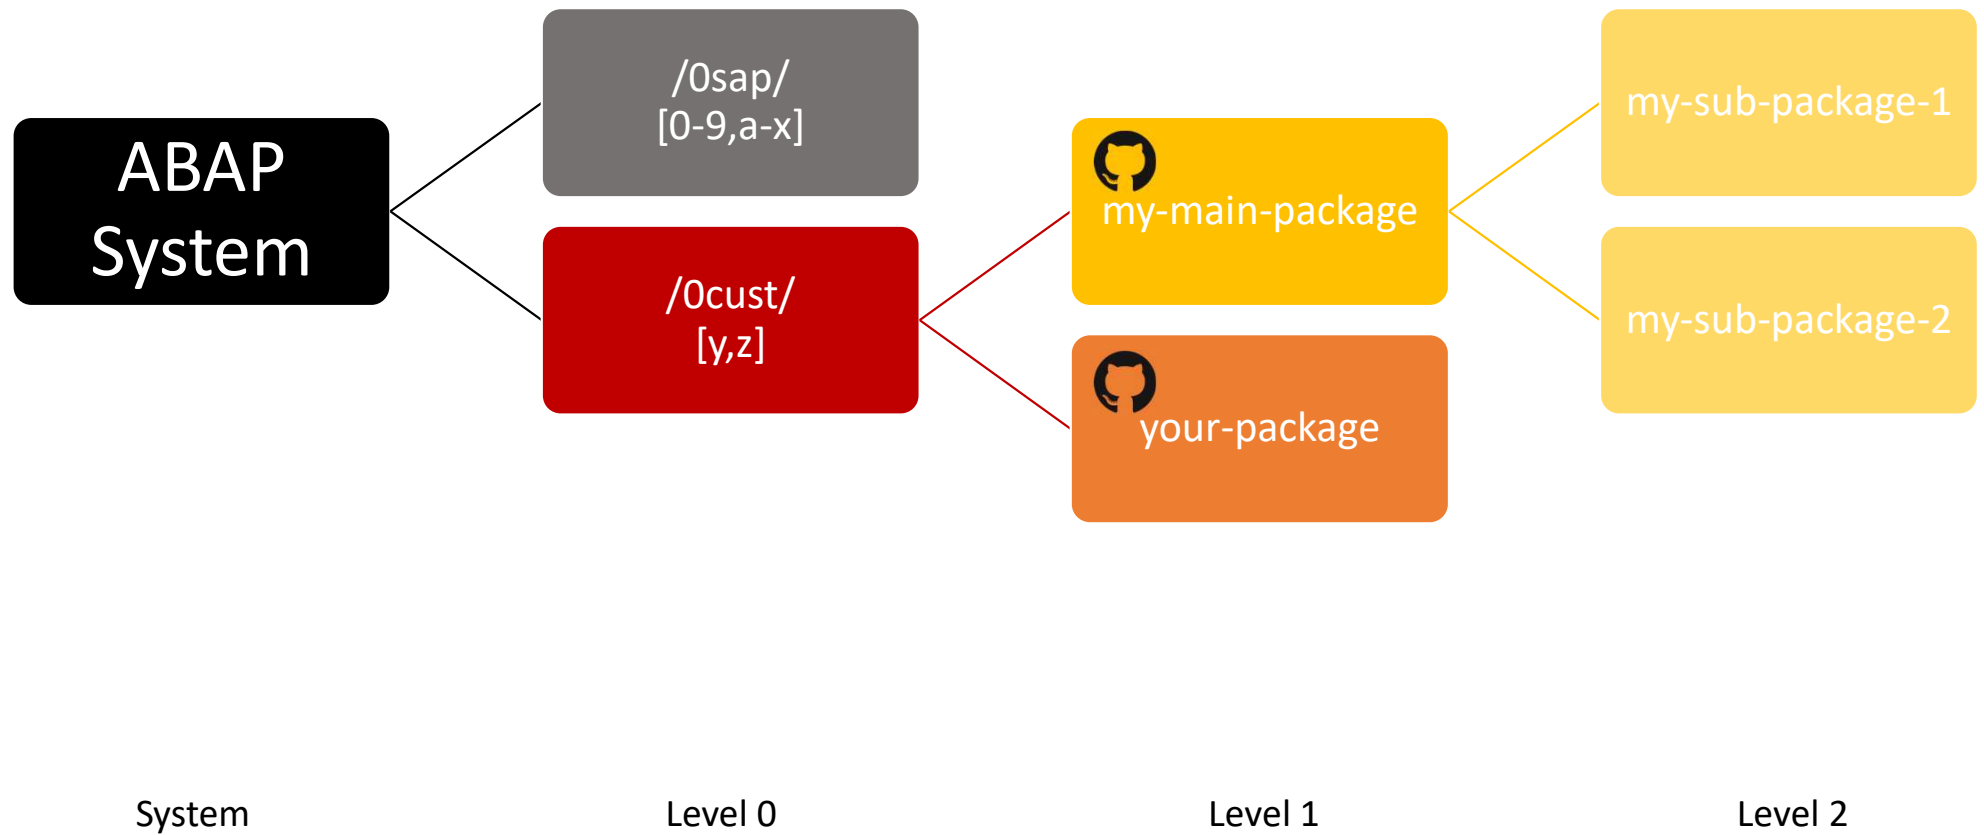 ABAP
System
/0sap/
[0-9,a-x]
/0cust/
[y,z]
my-main-package
your-package
my-sub-package-1
my-sub-package-2
System
Level 0
Level 1
Level 2